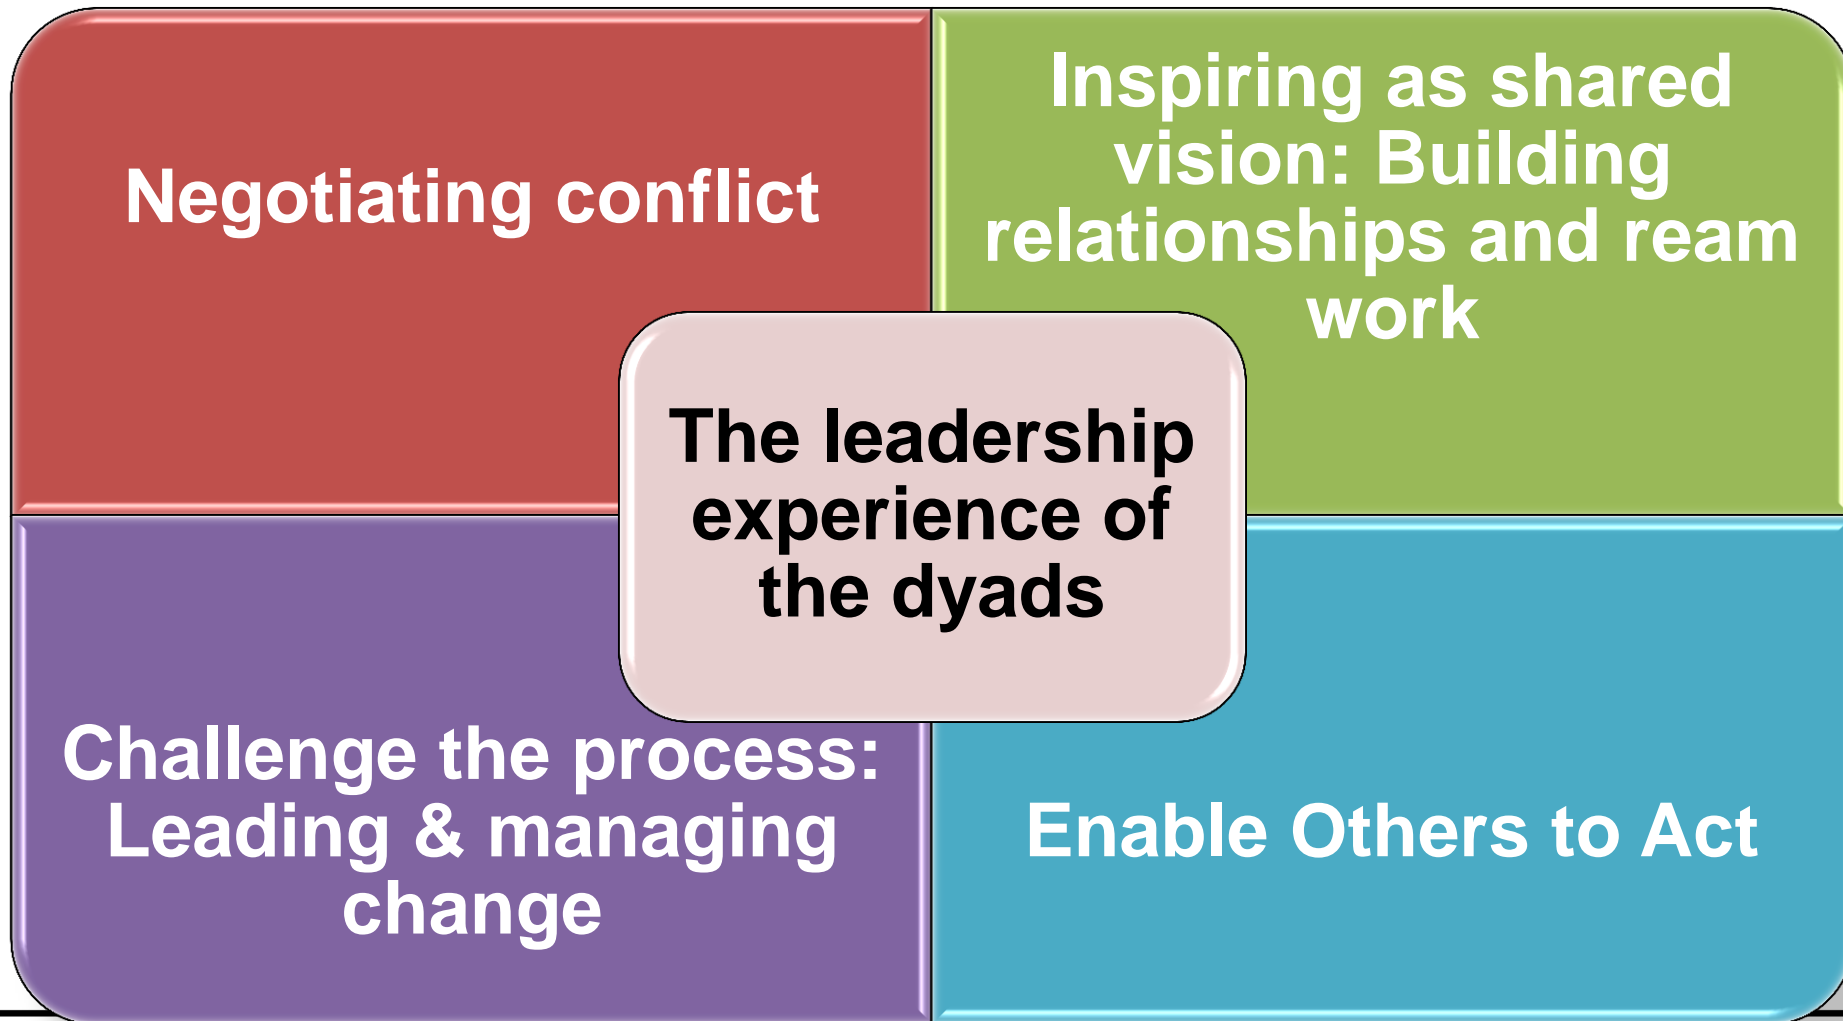 Negotiating conflict
Inspiring as shared
vision: Building
relationships and ream
work
The leadership
experience of
the dyads
Challenge the process:
Leading & managing
change
Enable Others to Act